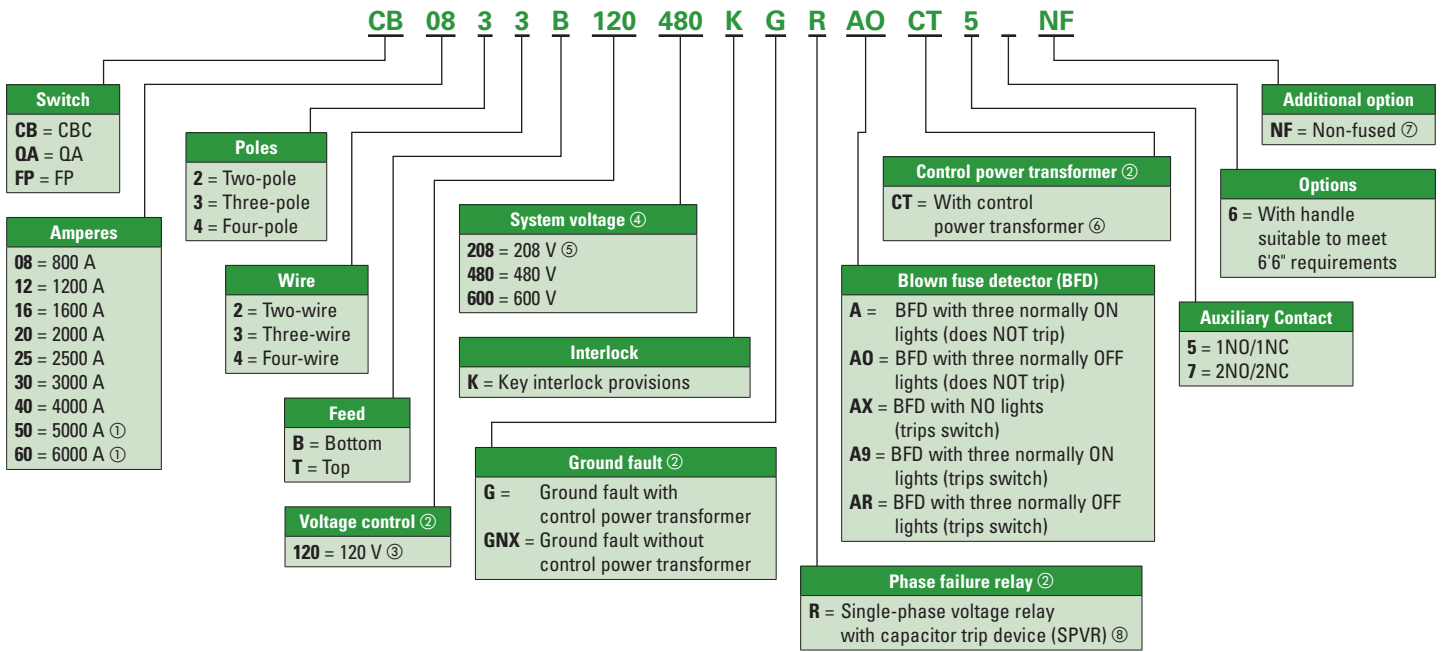 CB 08 3 3 B 120 480 K G R AO CT 5 _ NF
Switch
CB = CBC
QA = QA
FP = FP
Amperes
08 = 800 A
12 = 1200 A
16 = 1600 A
20 = 2000 A
25 = 2500 A
30 = 3000 A
40 = 4000 A
50 = 5000 A ①
60 = 6000 A ①
Poles
2 = Two-pole
3 = Three-pole
4 = Four-pole
Wire
2 = Two-wire
3 = Three-wire
4 = Four-wire
Feed
B = Bottom
T = Top
Voltage control ②
120 = 120 V ③
System voltage ④
208 = 208 V ⑤
480 = 480 V
600 = 600 V
Interlock
K = Key interlock provisions
Ground fault ②
G = Ground fault with
control power transformer
GNX = Ground fault without
control power transformer
Phase failure relay ②
R = Single-phase voltage relay
with capacitor trip device (SPVR) ⑧
Blown fuse detector (BFD)
A = BFD with three normally ON
lights (does NOT trip)
AO = BFD with three normally OFF
lights (does NOT trip)
AX = BFD with NO lights
(trips switch)
A9 = BFD with three normally ON
lights (trips switch)
AR = BFD with three normally OFF
lights (trips switch)
Control power transformer ②
CT = With control
power transformer ⑥
Auxiliary Contact
5 = 1NO/1NC
7 = 2NO/2NC
Options
6 = With handle
suitable to meet
6'6" requirements
Additional option
NF = Non-fused ⑦